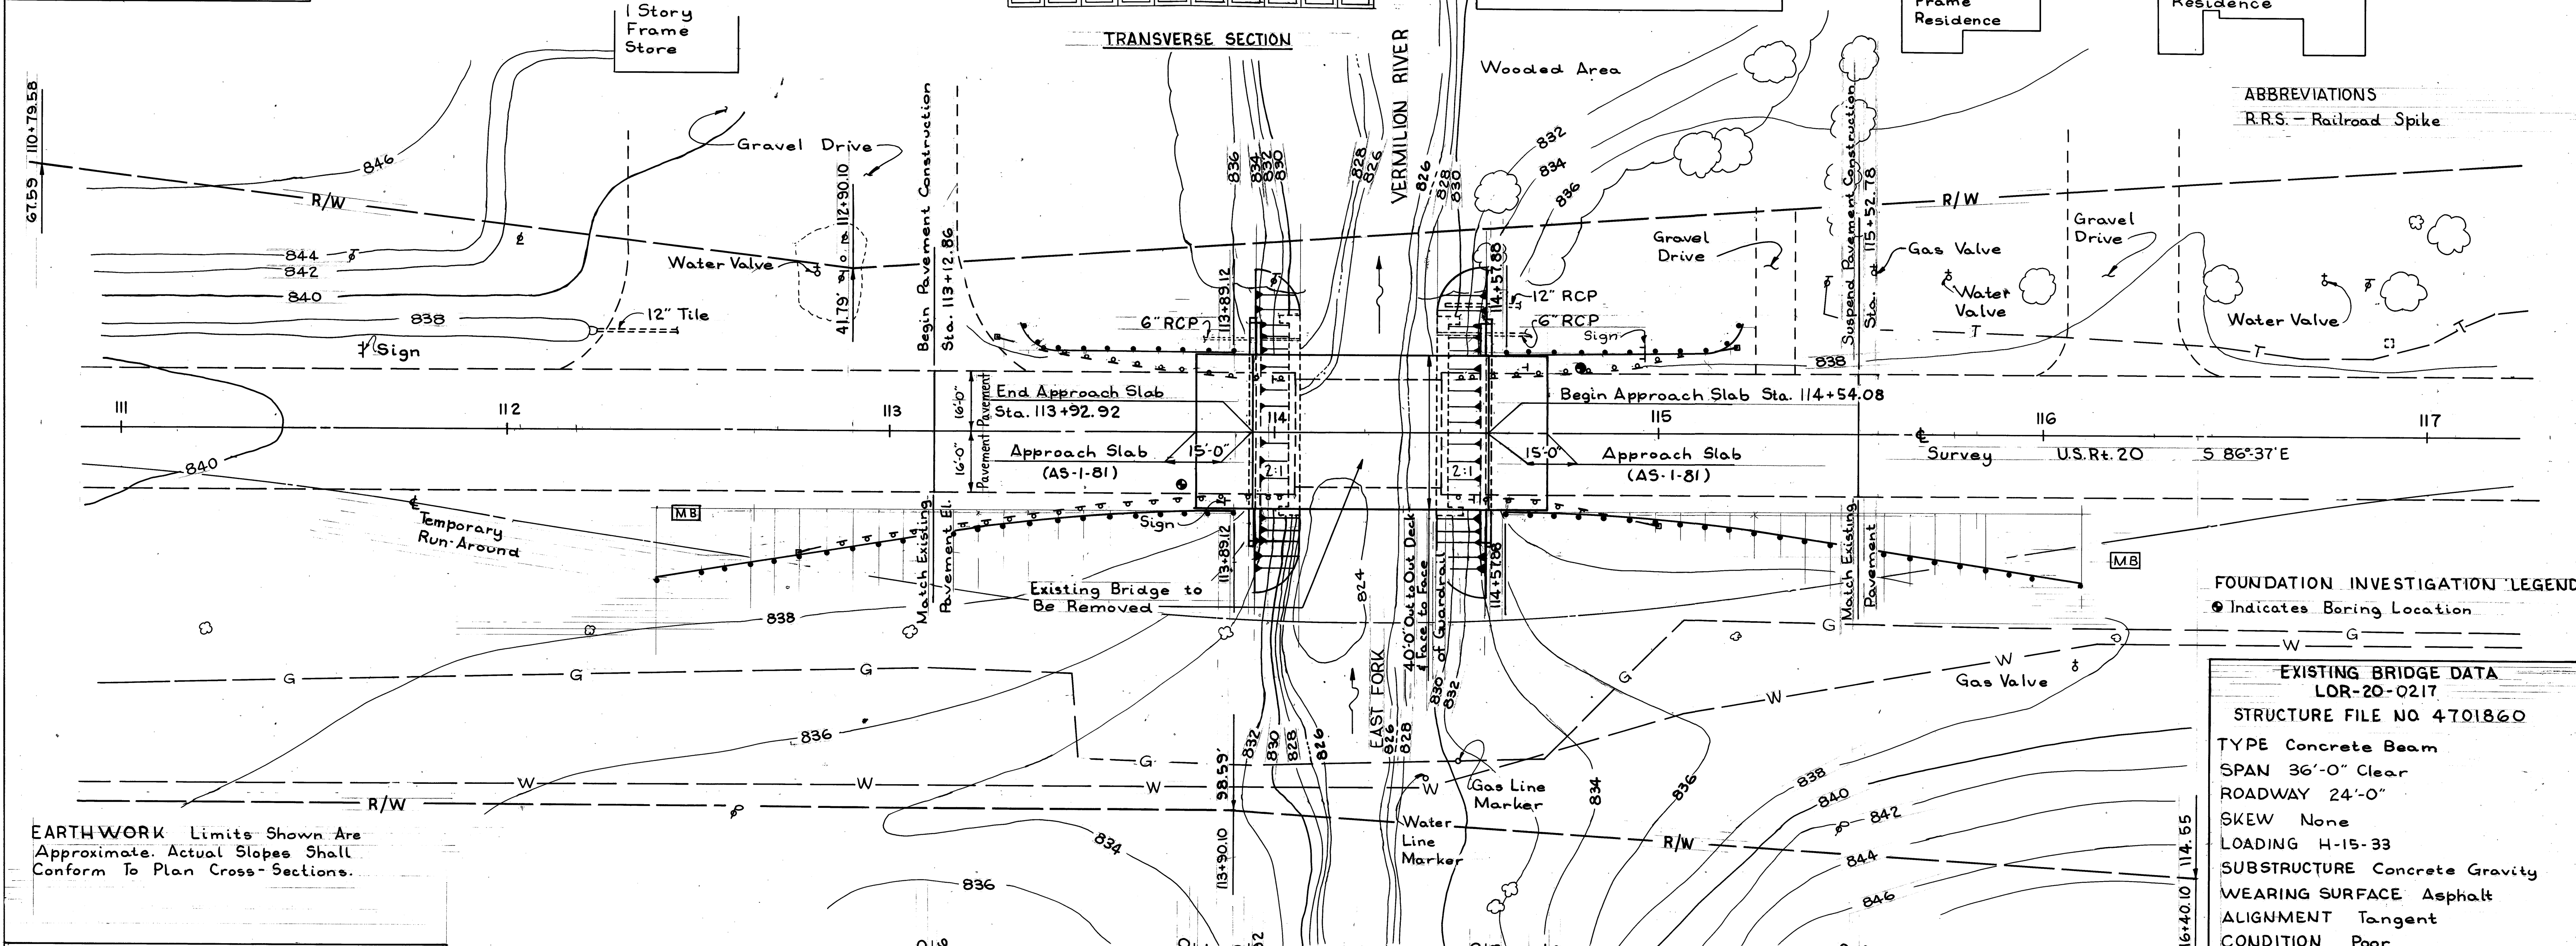 1 Story
Frame
Store
TRANSVERSE SECTION
VERMILION RIVER
Wooded Area
Frame
Residence
Residence
ABBREVIATIONS
R.R.S. - Railroad Spike
67.59 110+79.58
846
R/W
844
842
840
838
Sign
12" Tile
Gravel Drive
Water Valve
41.79' 112+90.10
Begin Pavement Construction
Sta. 113+12.86
836
834
832
830
828
826
826
828
830
832
834
836
R/W
Gravel
Drive
Gravel
Drive
Suspend Pavement Construction
Sta. 115+52.78
Gas Valve
Water
Valve
Water Valve
T
T
T
838
6" RCP
113+89.12
114+57.88
12" RCP
6" RCP
Sign
111
112
113
114
115
116
117
16'-0"
Pavement
16'-0"
Pavement
End Approach Slab
Sta. 113+92.92
Begin Approach Slab Sta. 114+54.08
Approach Slab
(AS-1-81)
15'-0"
2:1
2:1
15'-0"
Approach Slab
(AS-1-81)
℄
Survey U.S.Rt. 20 S 86°-37'E
840
℄
Temporary
Run-Around
MB
Match Existing
Pavement El.
Sign
113+89.12
Existing Bridge to
Be Removed
824
40'-0" Out to Out Deck
& Face to Face
of Guardrail
114+57.88
Match Existing
Pavement
MB
FOUNDATION INVESTIGATION LEGEND
Indicates Boring Location
838
G
G
G
G
G
G
G
W
W
W
Gas Valve
836
EAST FORK
832
830
828
826
826
828
830
832
W
W
W
W
R/W
98.59'
113+90.10
Gas Line
Marker
Water
Line
Marker
834
836
838
840
842
844
846
R/W
834
836
114.55
16+40.10
EARTHWORK Limits Shown Are
Approximate. Actual Slopes Shall
Conform To Plan Cross-Sections.
EXISTING BRIDGE DATA
LOR-20-0217
STRUCTURE FILE NO. 4701860
TYPE Concrete Beam
SPAN 36'-0" Clear
ROADWAY 24'-0"
SKEW None
LOADING H-15-33
SUBSTRUCTURE Concrete Gravity
WEARING SURFACE Asphalt
ALIGNMENT Tangent
CONDITION Poor